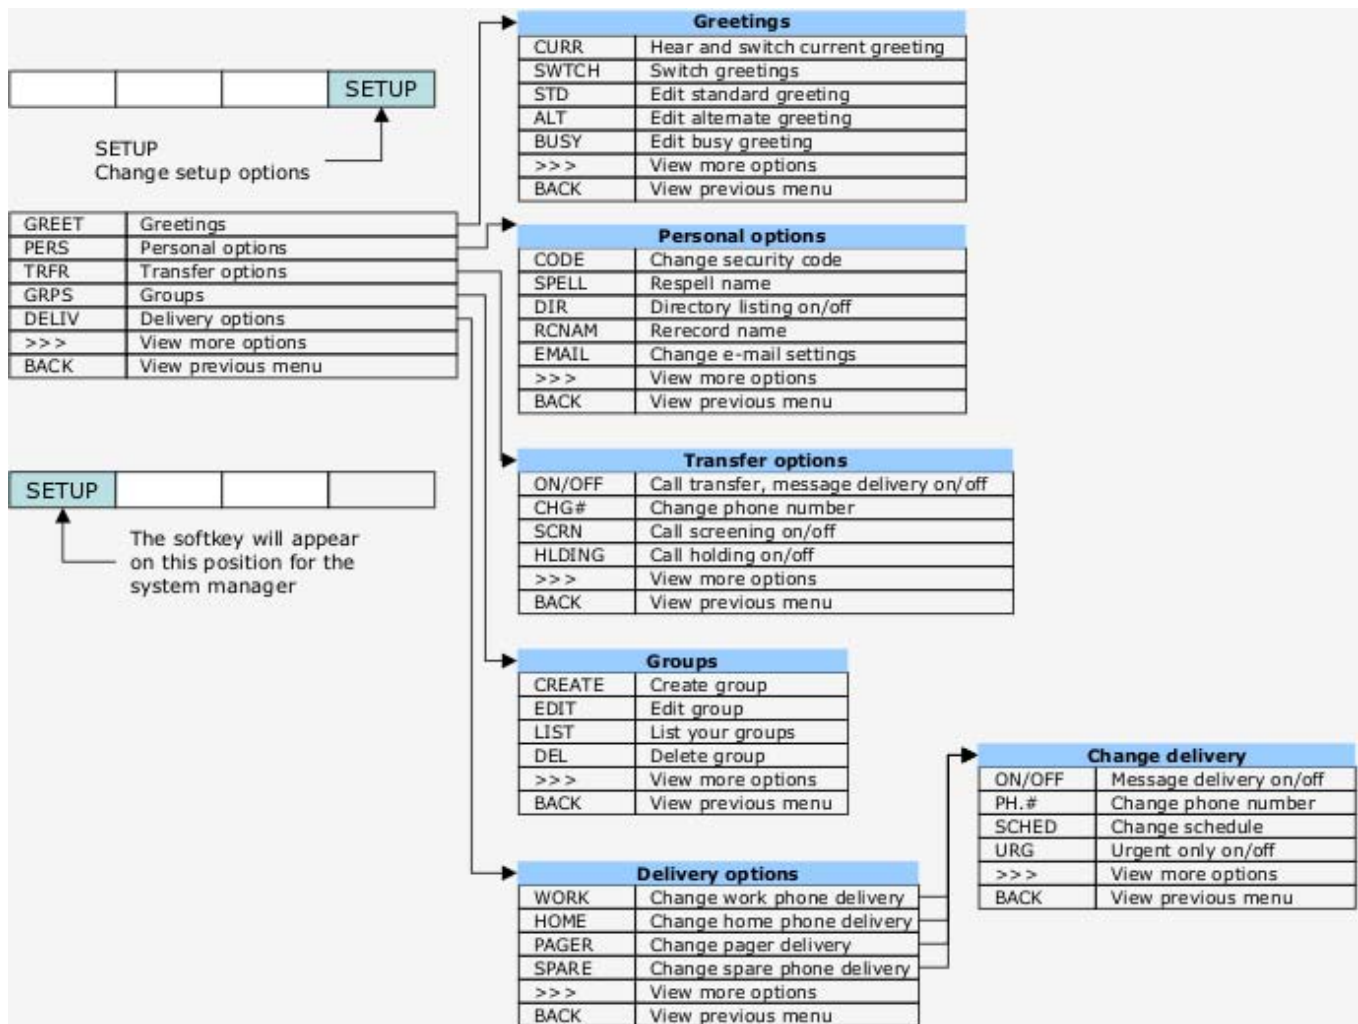 SETUP
SETUP
Change setup options
GREET Greetings
PERS Personal options
TRFR Transfer options
GRPS Groups
DELIV Delivery options
>>> View more options
BACK View previous menu
SETUP
The softkey will appear
on this position for the
system manager
Greetings
CURR Hear and switch current greeting
SWTCH Switch greetings
STD Edit standard greeting
ALT Edit alternate greeting
BUSY Edit busy greeting
>>> View more options
BACK View previous menu
Personal options
CODE Change security code
SPELL Respell name
DIR Directory listing on/off
RCNAM Rerecord name
EMAIL Change e-mail settings
>>> View more options
BACK View previous menu
Transfer options
ON/OFF Call transfer, message delivery on/off
CHG# Change phone number
SCRN Call screening on/off
HLDING Call holding on/off
>>> View more options
BACK View previous menu
Groups
CREATE Create group
EDIT Edit group
LIST List your groups
DEL Delete group
>>> View more options
BACK View previous menu
Delivery options
WORK Change work phone delivery
HOME Change home phone delivery
PAGER Change pager delivery
SPARE Change spare phone delivery
>>> View more options
BACK View previous menu
Change delivery
ON/OFF Message delivery on/off
PH.# Change phone number
SCHED Change schedule
URG Urgent only on/off
>>> View more options
BACK View previous menu